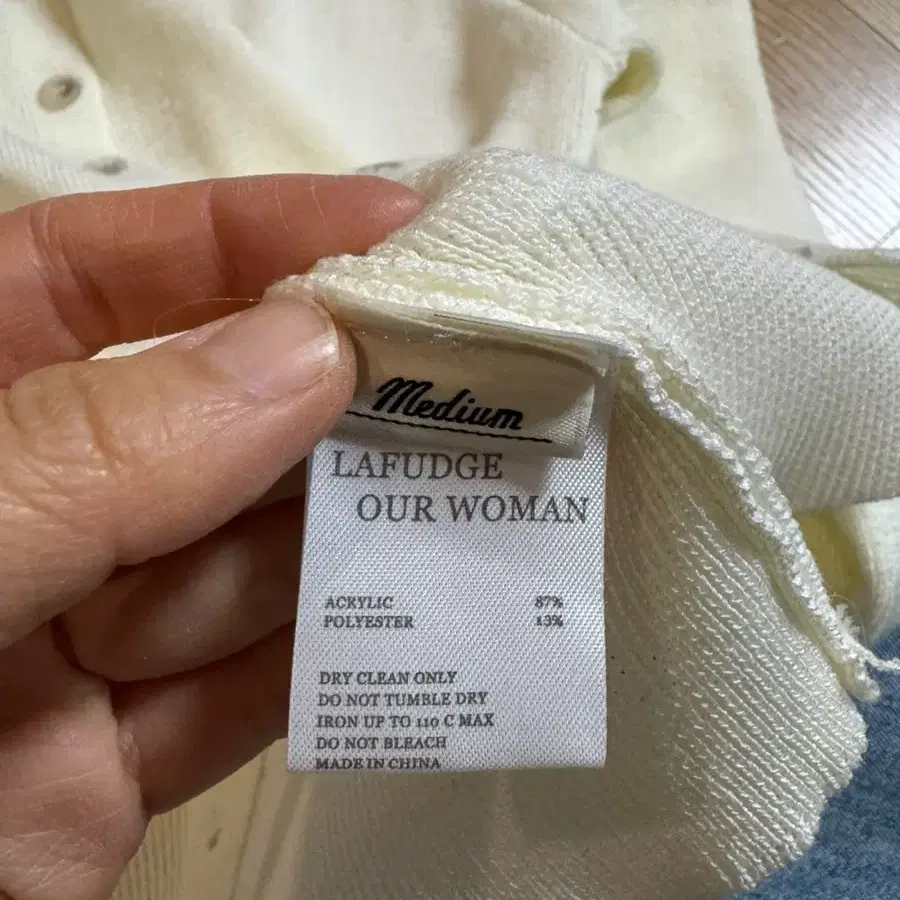 Medium
LAFUDGE
OUR WOMAN
ACRYLIC 87%
POLYESTER 13%
DRY CLEAN ONLY
DO NOT TUMBLE DRY
IRON UP TO 110 C MAX
DO NOT BLEACH
MADE IN CHINA